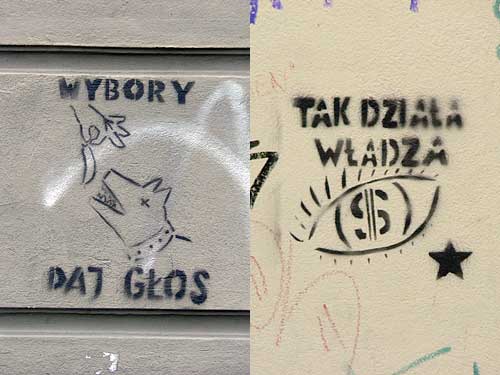 WYBORY
DAJ GŁOS
TAK DZIAŁA
WŁADZA
$